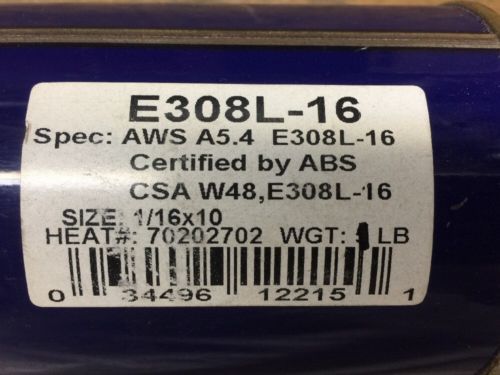 E308L-16
Spec: AWS A5.4 E308L-16
Certified by ABS
CSA W48,E308L-16
SIZE: 1/16x10
HEAT#: 70202702 WGT: 1 LB
0 34496 12215 1